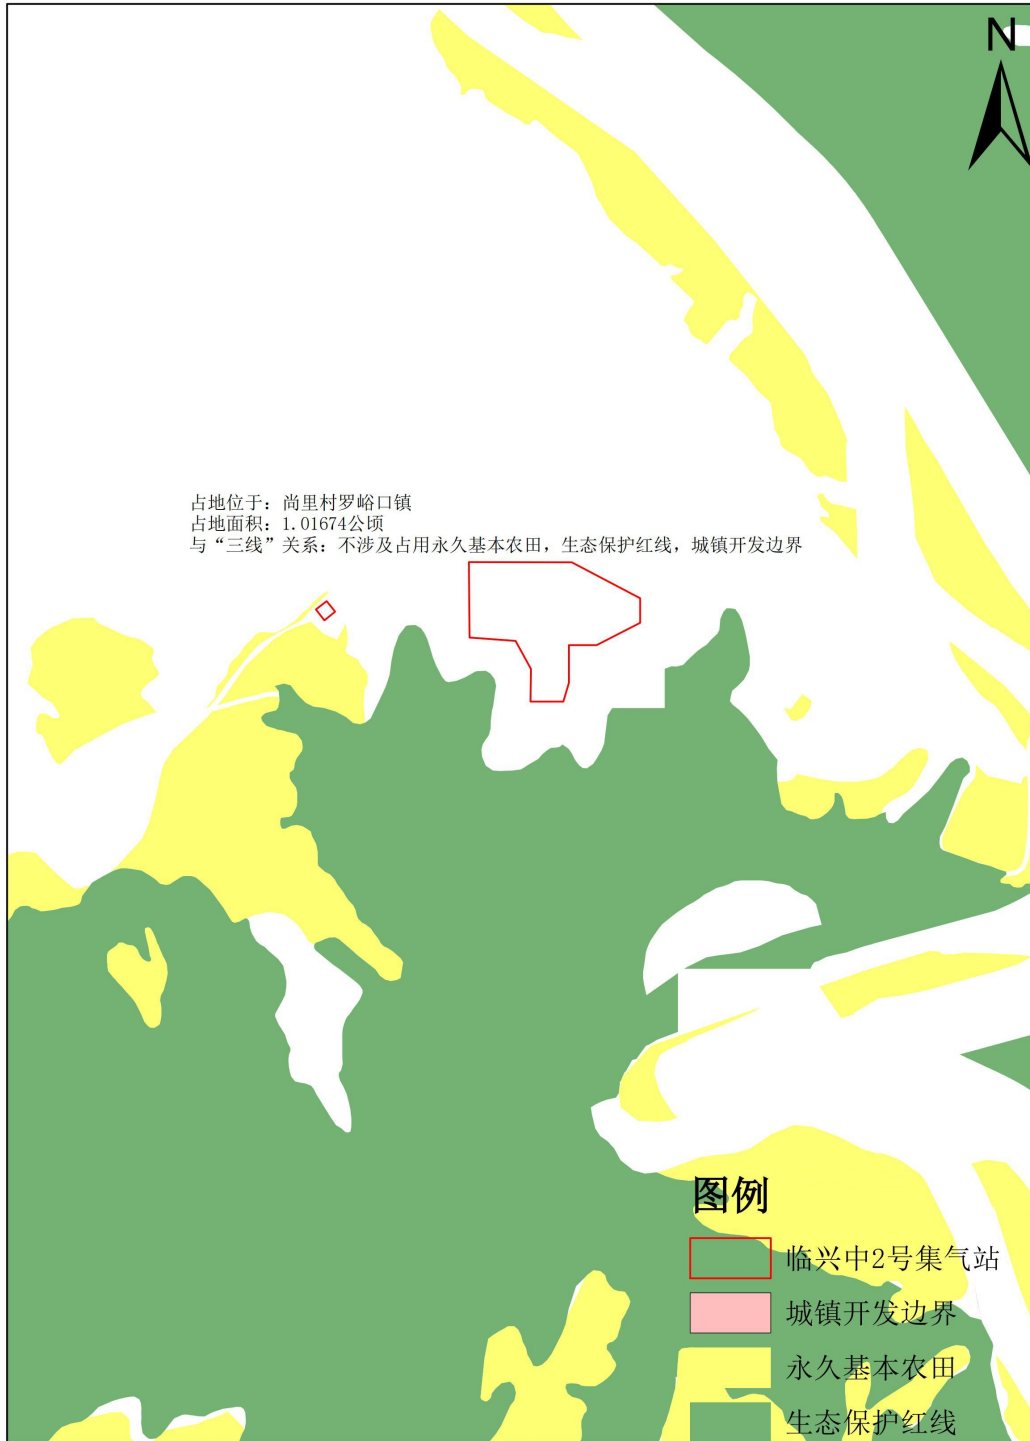 N
占地位于：尚里村罗峪口镇
占地面积：1.01674公顷
与“三线”关系：不涉及占用永久基本农田，生态保护红线，城镇开发边界
图例
临兴中2号集气站
城镇开发边界
永久基本农田
生态保护红线